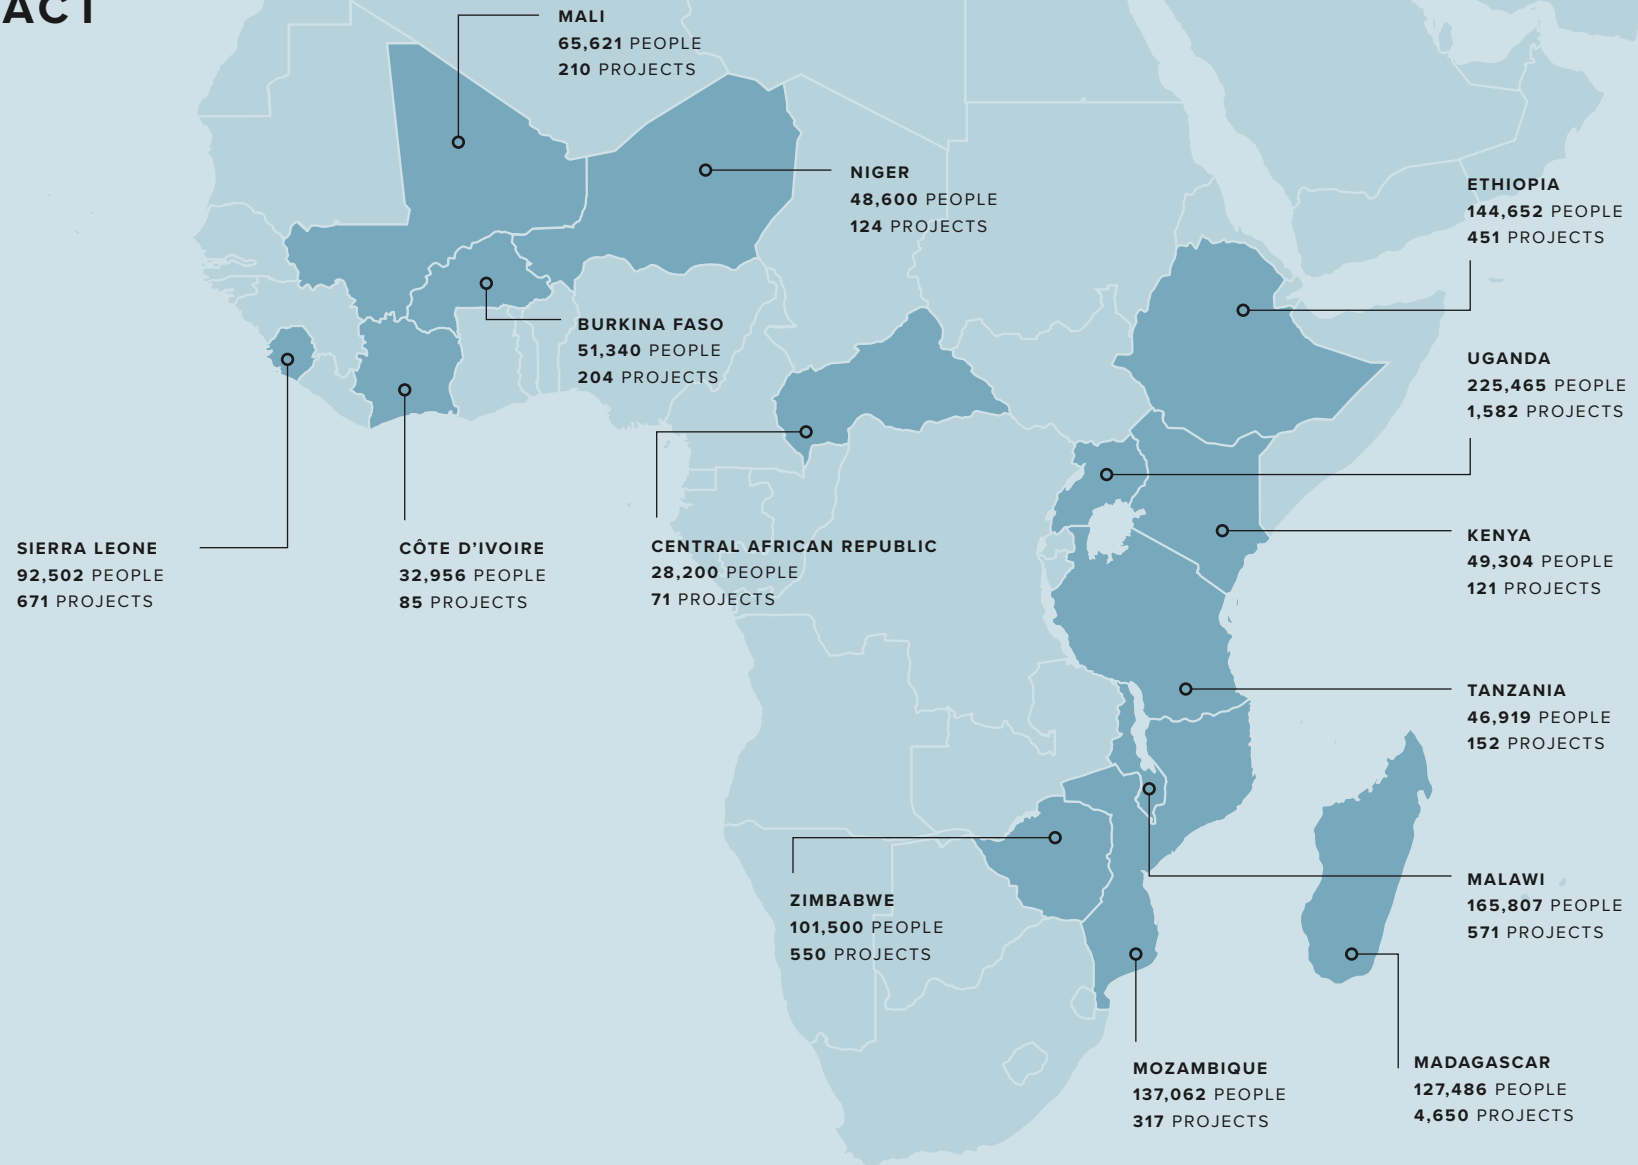 ACT
MALI
65,621 PEOPLE
210 PROJECTS
NIGER
48,600 PEOPLE
124 PROJECTS
ETHIOPIA
144,652 PEOPLE
451 PROJECTS
BURKINA FASO
51,340 PEOPLE
204 PROJECTS
UGANDA
225,465 PEOPLE
1,582 PROJECTS
SIERRA LEONE
92,502 PEOPLE
671 PROJECTS
CÔTE D’IVOIRE
32,956 PEOPLE
85 PROJECTS
CENTRAL AFRICAN REPUBLIC
28,200 PEOPLE
71 PROJECTS
KENYA
49,304 PEOPLE
121 PROJECTS
TANZANIA
46,919 PEOPLE
152 PROJECTS
ZIMBABWE
101,500 PEOPLE
550 PROJECTS
MALAWI
165,807 PEOPLE
571 PROJECTS
MOZAMBIQUE
137,062 PEOPLE
317 PROJECTS
MADAGASCAR
127,486 PEOPLE
4,650 PROJECTS